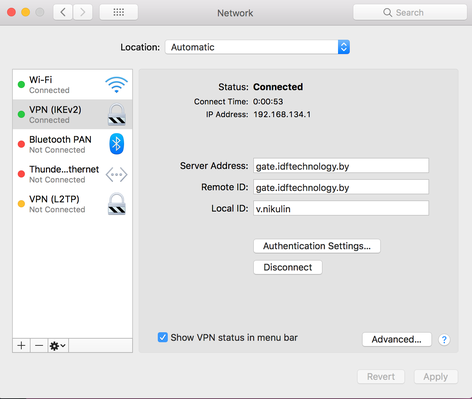 Network
Search
Location: Automatic
Wi-Fi
Connected
VPN (IKEv2)
Connected
Bluetooth PAN
Not Connected
Thunde...thernet
Not Connected
VPN (L2TP)
Not Connected
Status: Connected
Connect Time: 0:00:53
IP Address: 192.168.134.1
Server Address: gate.idftechnology.by
Remote ID: gate.idftechnology.by
Local ID: v.nikulin
Authentication Settings...
Disconnect
Show VPN status in menu bar
Advanced...
?
Revert
Apply